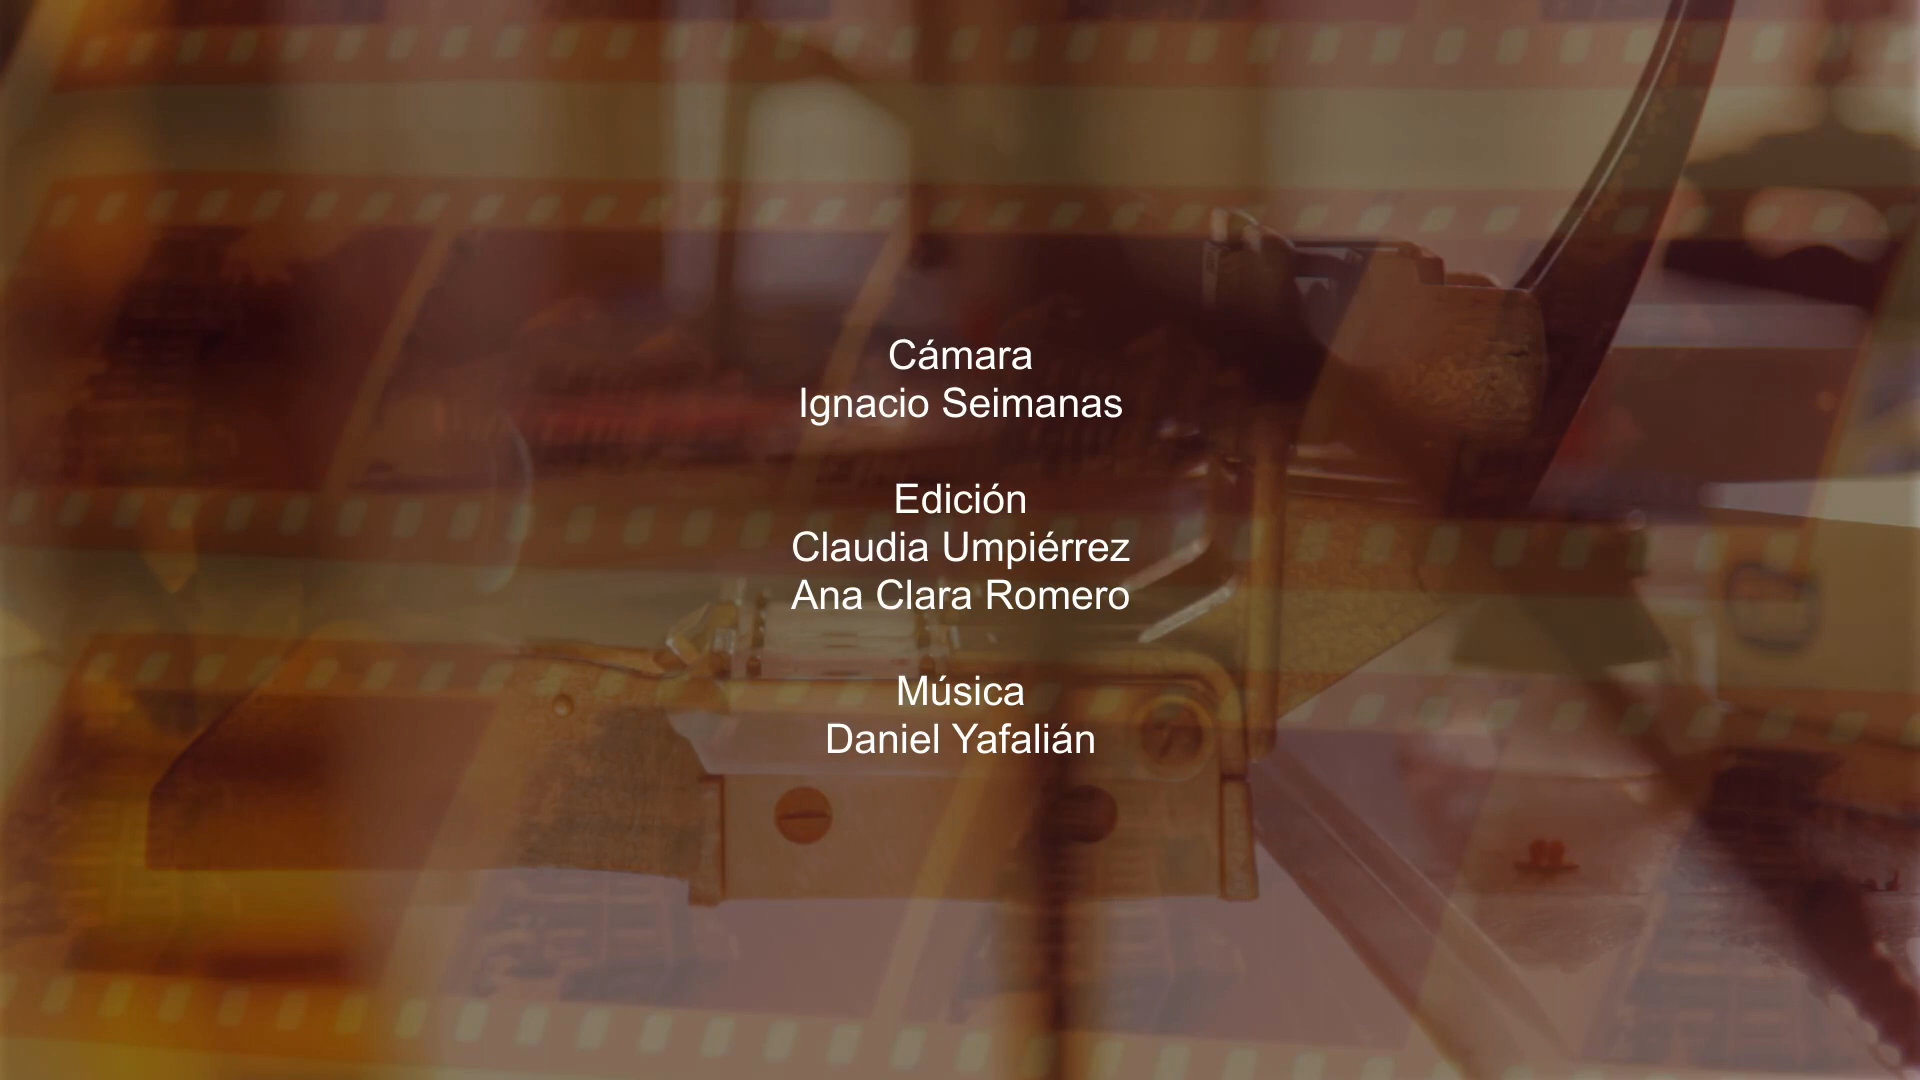 Cámara
Ignacio Seimanas
Edición
Claudia Umpiérrez
Ana Clara Romero
Música
Daniel Yafalián